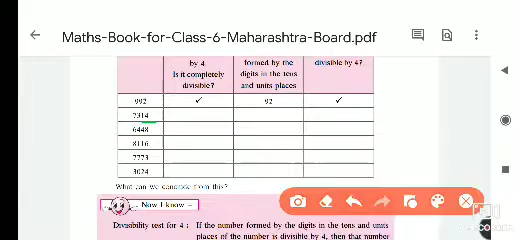 Maths-Book-for-Class-6-Maharashtra-Board.pdf
by 4. formed by the divisible by 4?
Is it completely digits in the tens
divisible? and units places
992 ✓ 92 ✓
7314
6448
8116
7773
3024
What can we conclude from this?
Now I know –
Divisibility test for 4 : If the number formed by the digits in the tens and units
places of the number is divisible by 4, then that number